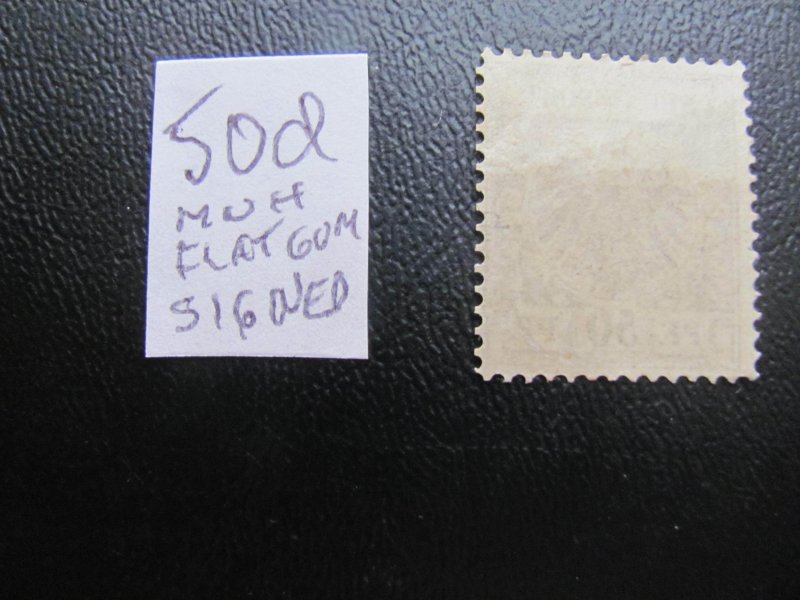 50d
MNH
FLAT GUM
SIGNED